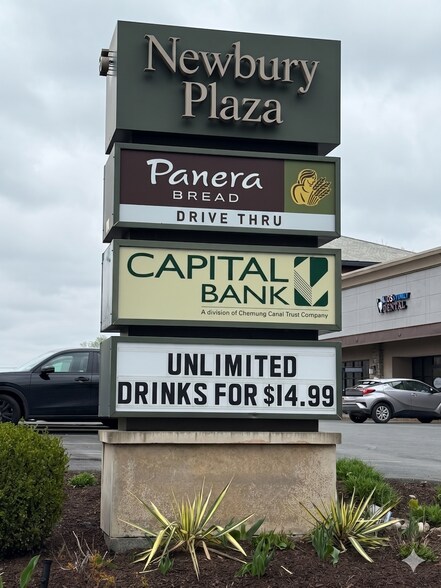 Newbury
Plaza
Panera
BREAD
DRIVE THRU
CAPITAL
BANK
A division of Chemung Canal Trust Company
UNLIMITED
DRINKS FOR $14.99
DENTAL